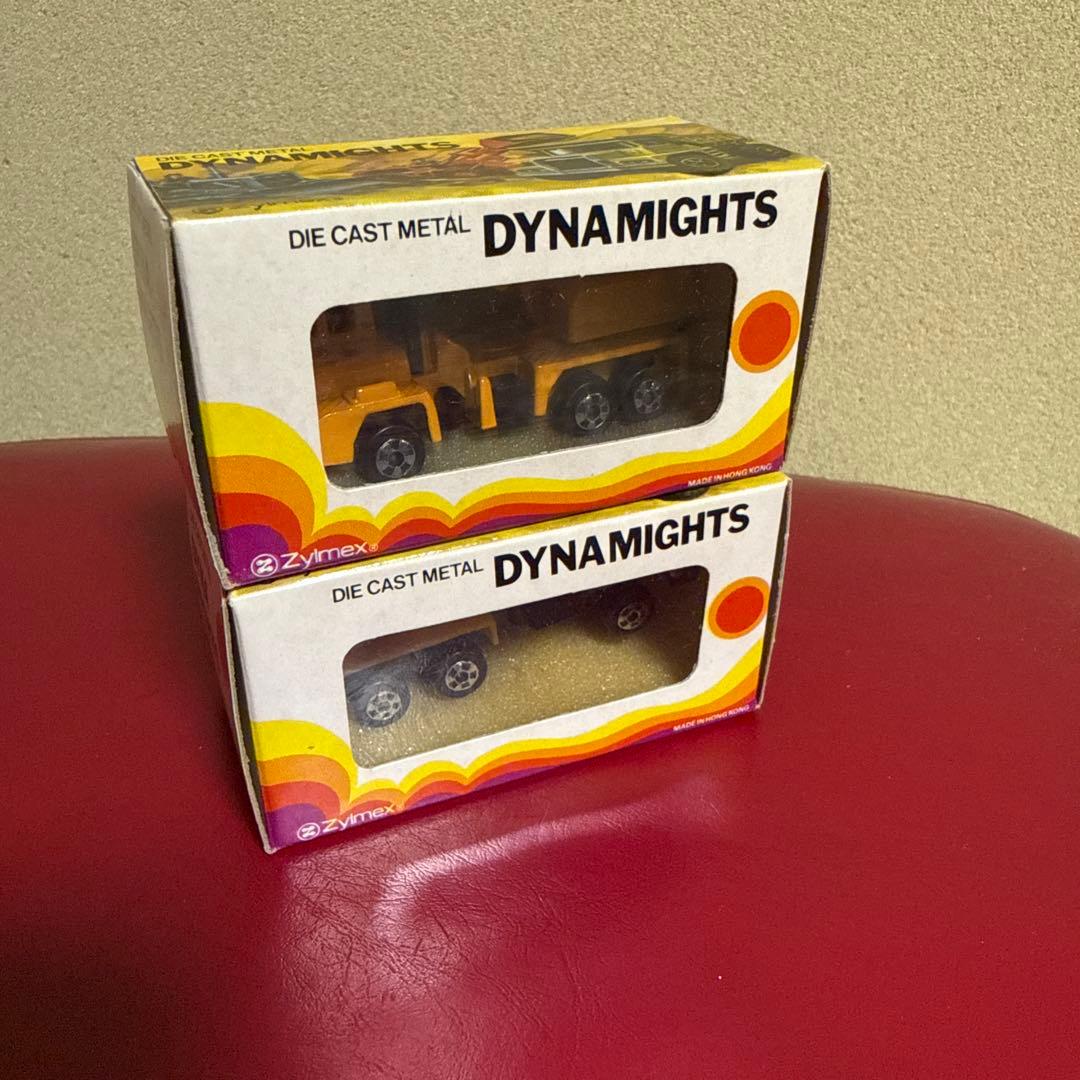 DIE CAST METAL
DYNAMIGHTS
DIE CAST METAL DYNAMIGHTS
MADE IN HONG KONG
Zylmex®
DIE CAST METAL DYNAMIGHTS
MADE IN HONG KONG
Zylmex